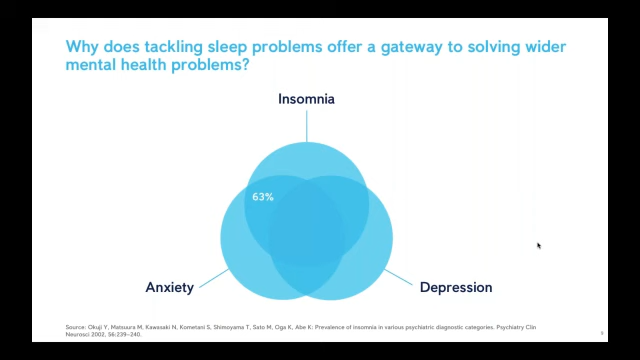 Why does tackling sleep problems offer a gateway to solving wider
mental health problems?
Insomnia
63%
Anxiety
Depression
Source: Okuji Y, Matsuura M, Kawasaki N, Kometani S, Shimoyama T, Sato M, Oga K, Abe K: Prevalence of insomnia in various psychiatric diagnostic categories. Psychiatry Clin
Neurosci 2002, 56:239–240.